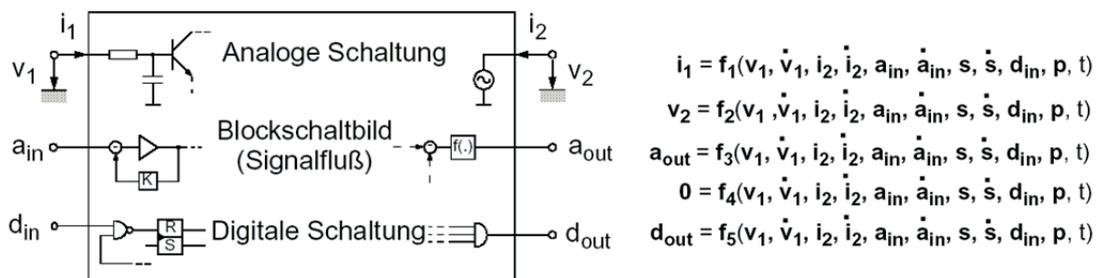 i₁
i₂
v₁
Analoge Schaltung
v₂
aᵢₙ
Blockschaltbild
(Signalfluß)
f(.)
aₒᵤₜ
K
dᵢₙ
R
S
Digitale Schaltung
dₒᵤₜ
i₁ = f₁(v₁, v̇₁, i₂, i̇₂, aᵢₙ, ȧᵢₙ, s, ṡ, dᵢₙ, p, t)
v₂ = f₂(v₁ ,v̇₁, i₂, i̇₂, aᵢₙ, ȧᵢₙ, s, ṡ, dᵢₙ, p, t)
aₒᵤₜ = f₃(v₁, v̇₁, i₂, i̇₂, aᵢₙ, ȧᵢₙ, s, ṡ, dᵢₙ, p, t)
0 = f₄(v₁, v̇₁, i₂, i̇₂, aᵢₙ, ȧᵢₙ, s, ṡ, dᵢₙ, p, t)
dₒᵤₜ = f₅(v₁, v̇₁, i₂, i̇₂, aᵢₙ, ȧᵢₙ, s, ṡ, dᵢₙ, p, t)